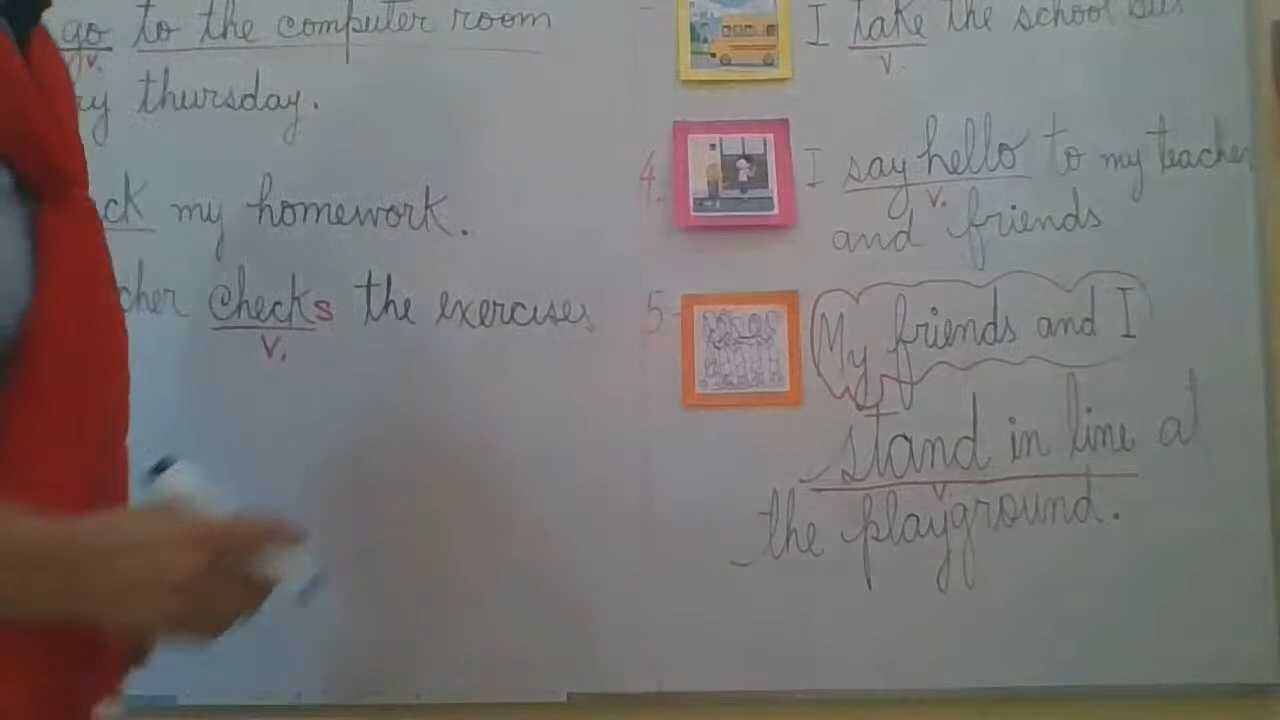 go to the computer room
v.
thursday.
my homework.
checks the exercises
v.
I take the school bus
v.
4. I say hello to my teacher
v.
and friends
5- My friends and I
stand in line at
v
the playground.